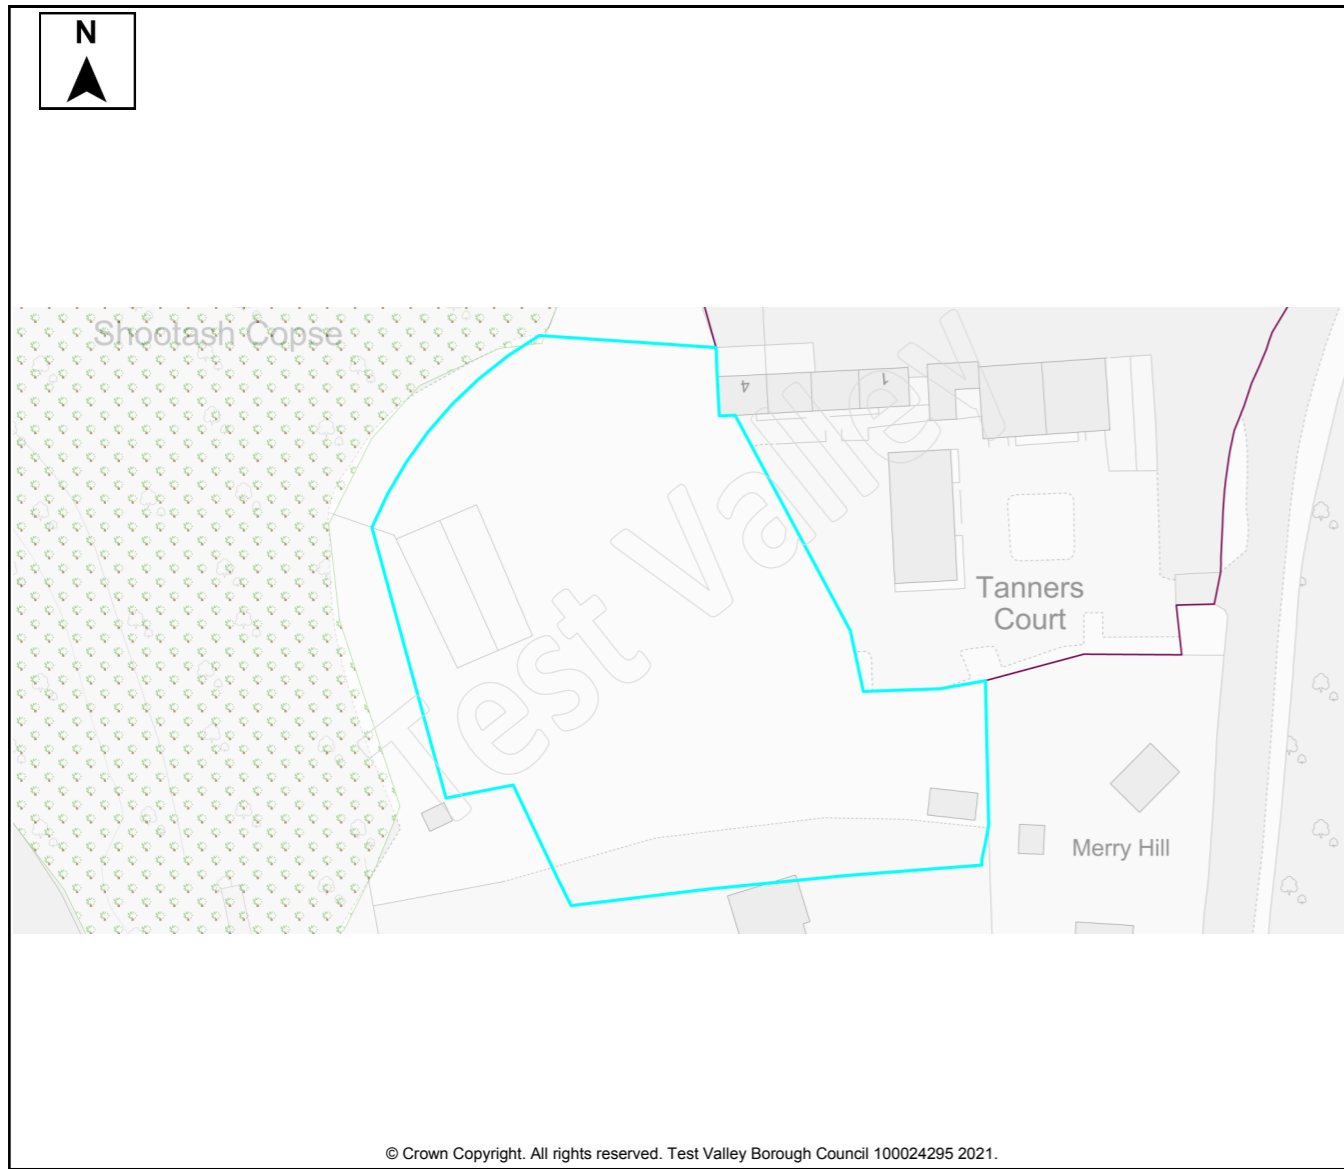 N
Shootash Copse
4
1
Test Valley
Tanners
Court
Merry Hill
© Crown Copyright. All rights reserved. Test Valley Borough Council 100024295 2021.